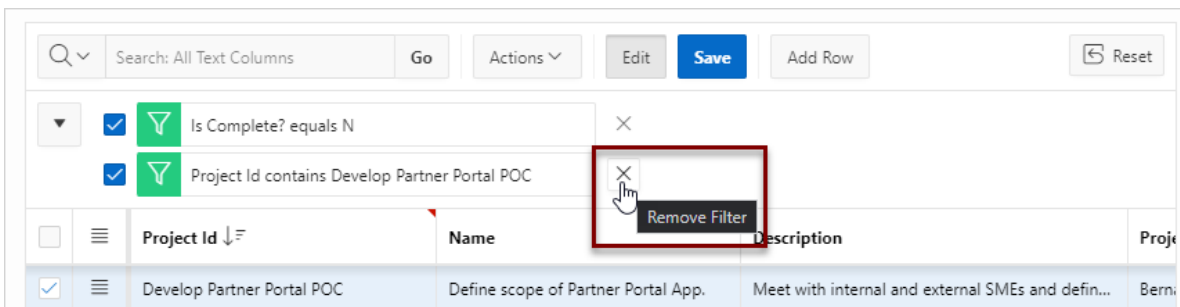 Search: All Text Columns Go Actions Edit Save Add Row Reset
Is Complete? equals N
Project Id contains Develop Partner Portal POC
Remove Filter
Project Id Name Description Proje
Develop Partner Portal POC Define scope of Partner Portal App. Meet with internal and external SMEs and defin... Berna